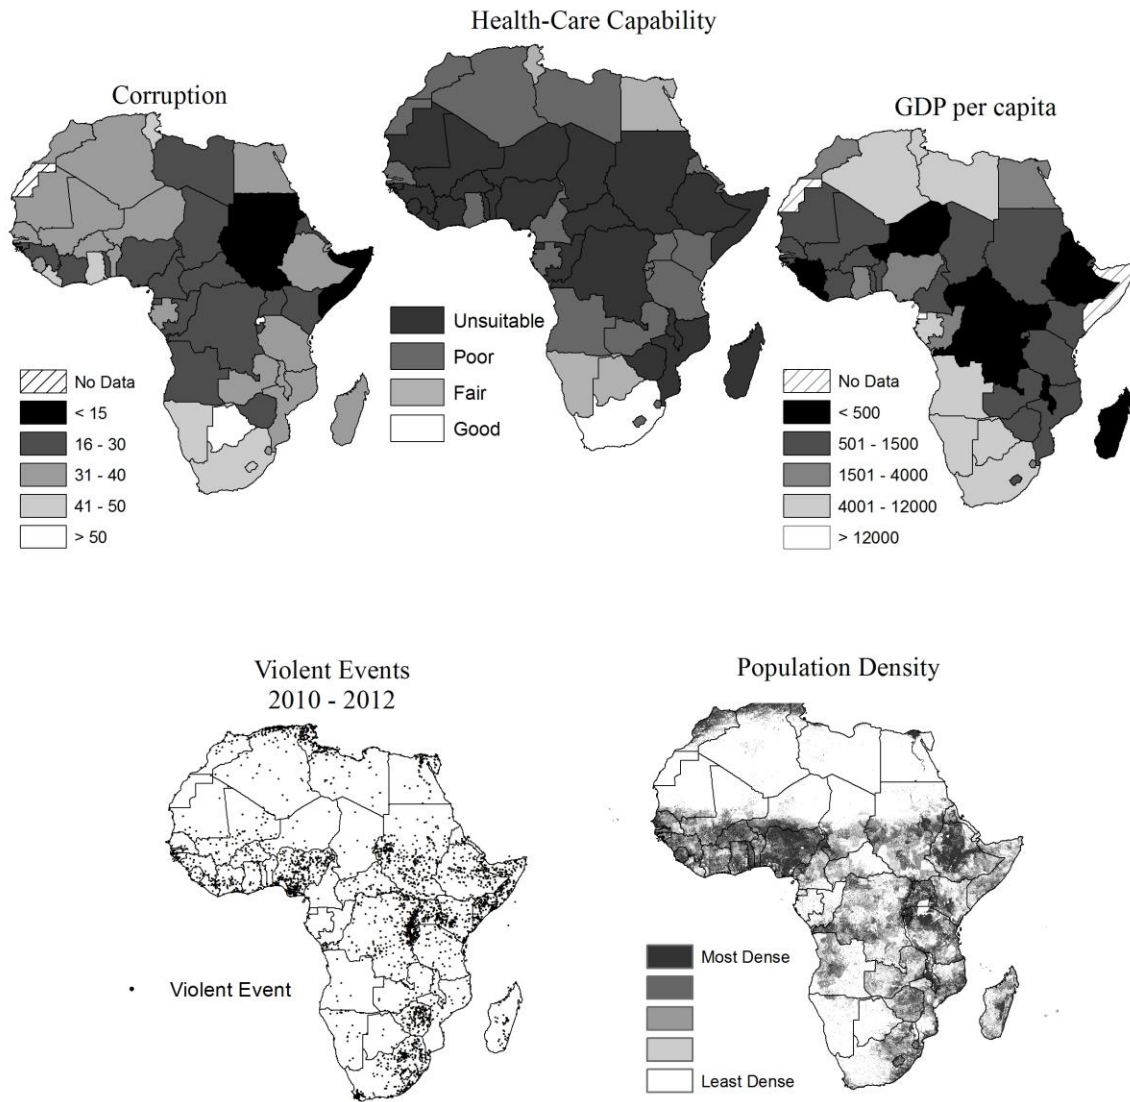 Health-Care Capability
Corruption
GDP per capita
No Data
< 15
16 - 30
31 - 40
41 - 50
> 50
Unsuitable
Poor
Fair
Good
No Data
< 500
501 - 1500
1501 - 4000
4001 - 12000
> 12000
Violent Events
2010 - 2012
Population Density
Violent Event
Most Dense
Least Dense